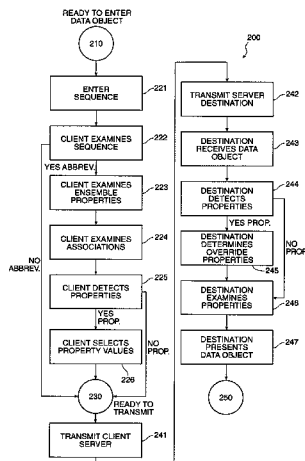 READY TO ENTER
DATA OBJECT
210
ENTER
SEQUENCE
221
CLIENT EXAMINES
SEQUENCE
222
YES ABBREV.
CLIENT EXAMINES
ENSEMBLE
PROPERTIES
223
CLIENT EXAMINES
ASSOCIATIONS
224
NO
ABBREV.
CLIENT DETECTS
PROPERTIES
225
YES
PROP.
NO
PROP.
CLIENT SELECTS
PROPERTY VALUES
226
230
READY TO
TRANSMIT
TRANSMIT CLIENT
SERVER
241
200
TRANSMIT SERVER
DESTINATION
242
DESTINATION
RECEIVES DATA
OBJECT
243
DESTINATION
DETECTS
PROPERTIES
244
YES PROP.
NO
PROP.
DESTINATION
DETERMINES
OVERRIDE
PROPERTIES
245
DESTINATION
EXAMINES
PROPERTIES
246
DESTINATION
PRESENTS
DATA OBJECT
247
250